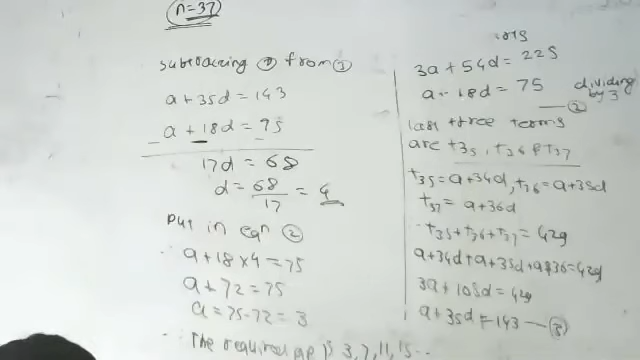 n=37
subtracing ② from ①
a+35d=143
- a+18d=75
17d=68
d=68/17=4
put in eqn ②
∴ a+18×4=75
a+72=75
a=75-72=3
∴ The required AP is 3,7,11,15...
3a+54d=225
a+18d=75 dividing by 3
—②
last three terms
are t35, t36 & t37
t35=a+34d, t36=a+35d
t37=a+36d
∴ t35+t36+t37=429
a+34d+a+35d+a+36=429
3a+105d=429
a+35d=143 —③